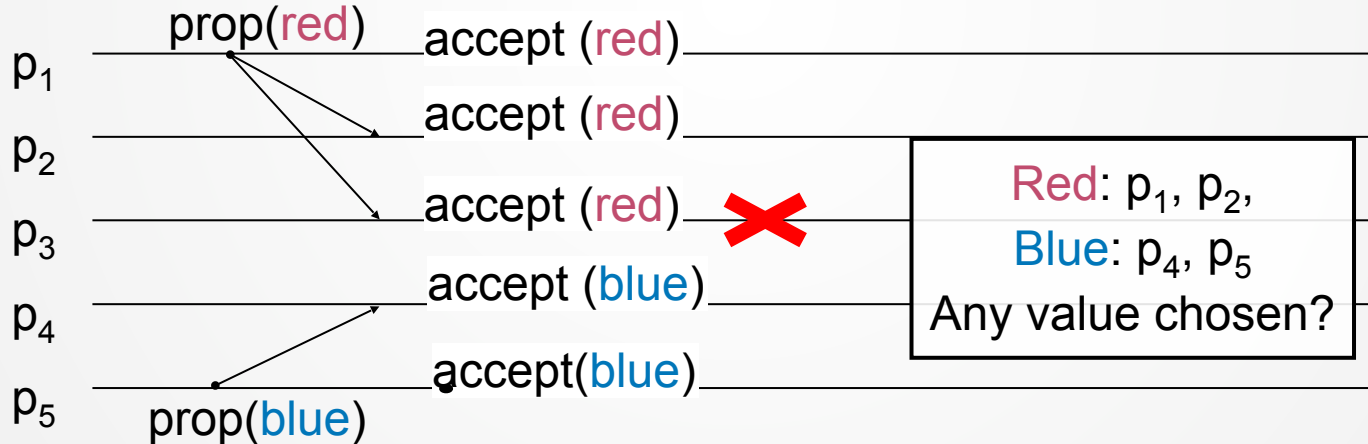 prop(red)
p₁ accept (red)
p₂ accept (red)
p₃ accept (red)
p₄ accept (blue)
p₅ accept(blue)
prop(blue)
Red: p₁, p₂,
Blue: p₄, p₅
Any value chosen?